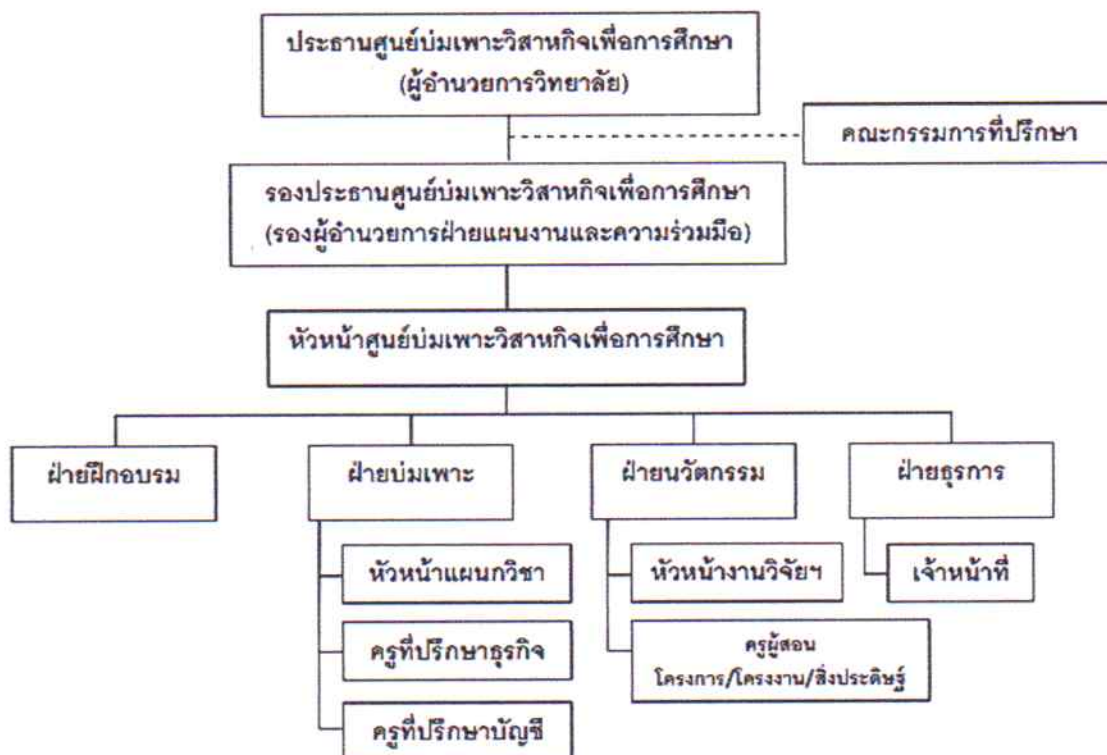 ประธานศูนย์บ่มเพาะวิสาหกิจเพื่อการศึกษา
(ผู้อำนวยการวิทยาลัย)
คณะกรรมการที่ปรึกษา
รองประธานศูนย์บ่มเพาะวิสาหกิจเพื่อการศึกษา
(รองผู้อำนวยการฝ่ายแผนงานและความร่วมมือ)
หัวหน้าศูนย์บ่มเพาะวิสาหกิจเพื่อการศึกษา
ฝ่ายฝึกอบรม
ฝ่ายบ่มเพาะ
ฝ่ายนวัตกรรม
ฝ่ายธุรการ
หัวหน้าแผนกวิชา
หัวหน้างานวิจัยฯ
เจ้าหน้าที่
ครูที่ปรึกษาธุรกิจ
ครูผู้สอน
โครงการ/โครงงาน/สิ่งประดิษฐ์
ครูที่ปรึกษาบัญชี